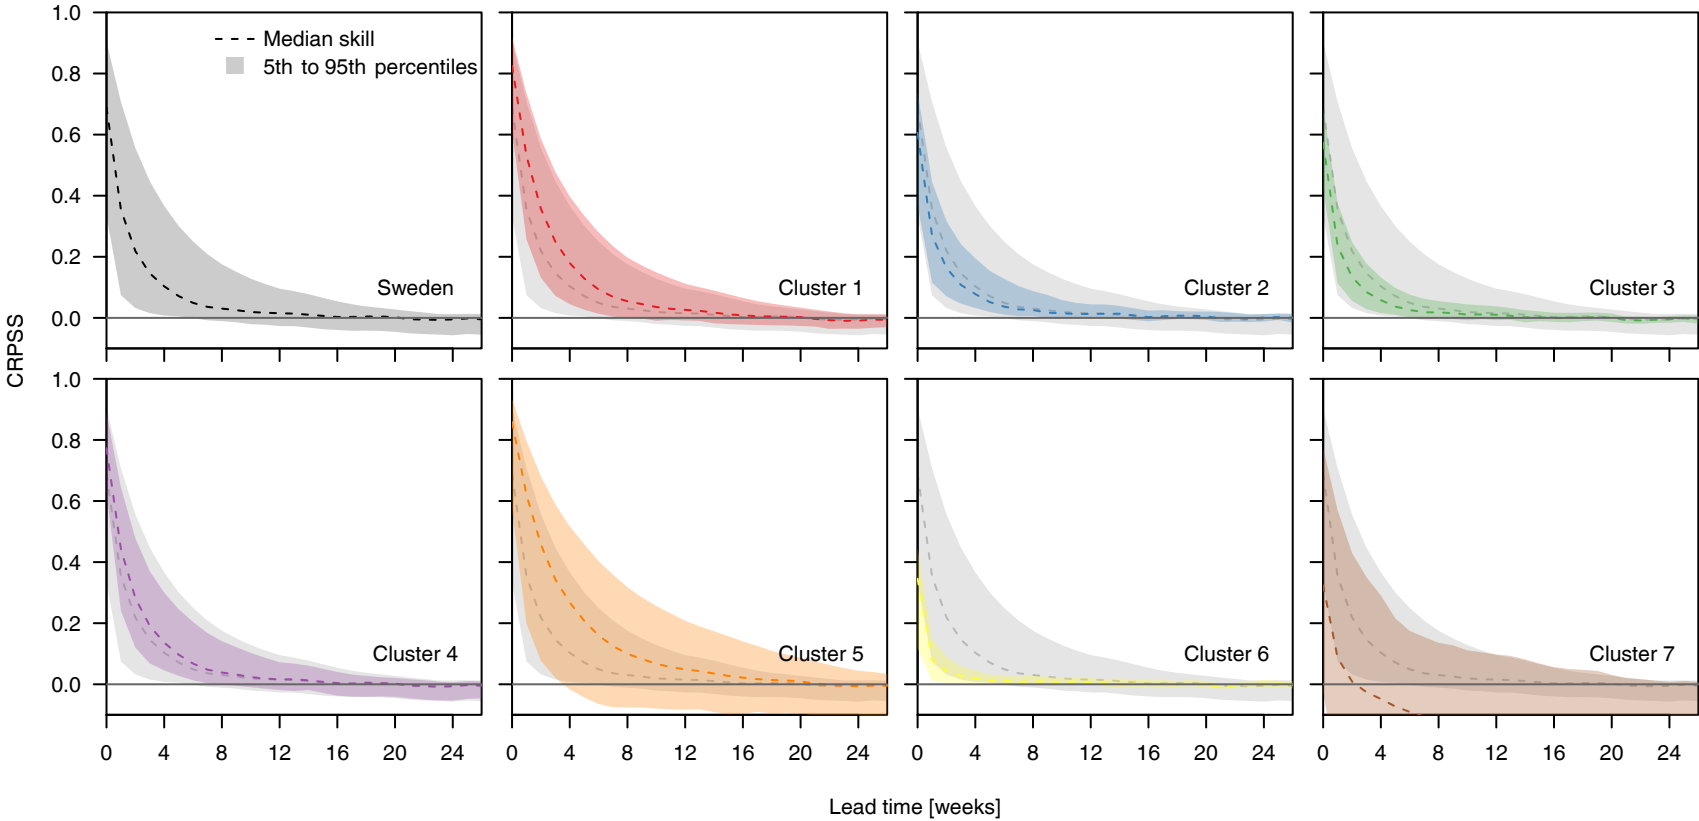 CRPSS
1.0
0.8
0.6
0.4
0.2
0.0
Median skill
5th to 95th percentiles
Sweden
Cluster 1
Cluster 2
Cluster 3
1.0
0.8
0.6
0.4
0.2
0.0
Cluster 4
Cluster 5
Cluster 6
Cluster 7
0 4 8 12 16 20 24
0 4 8 12 16 20 24
0 4 8 12 16 20 24
0 4 8 12 16 20 24
Lead time [weeks]